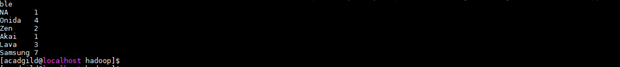 ble
NA 1
Onida 4
Zen 2
Akai 1
Lava 3
Samsung 7
[acadgild@localhost hadoop]$